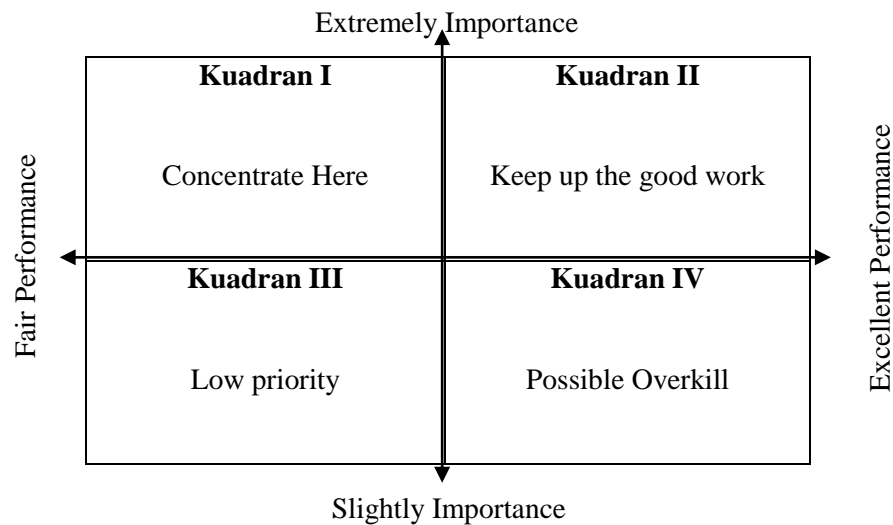 Extremely Importance
Kuadran I
Kuadran II
Concentrate Here
Keep up the good work
Fair Performance
Excellent Performance
Kuadran III
Kuadran IV
Low priority
Possible Overkill
Slightly Importance